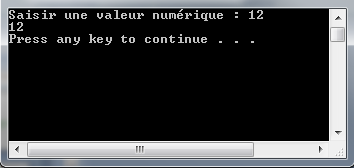 Saisir une valeur numérique : 12
12
Press any key to continue . . .